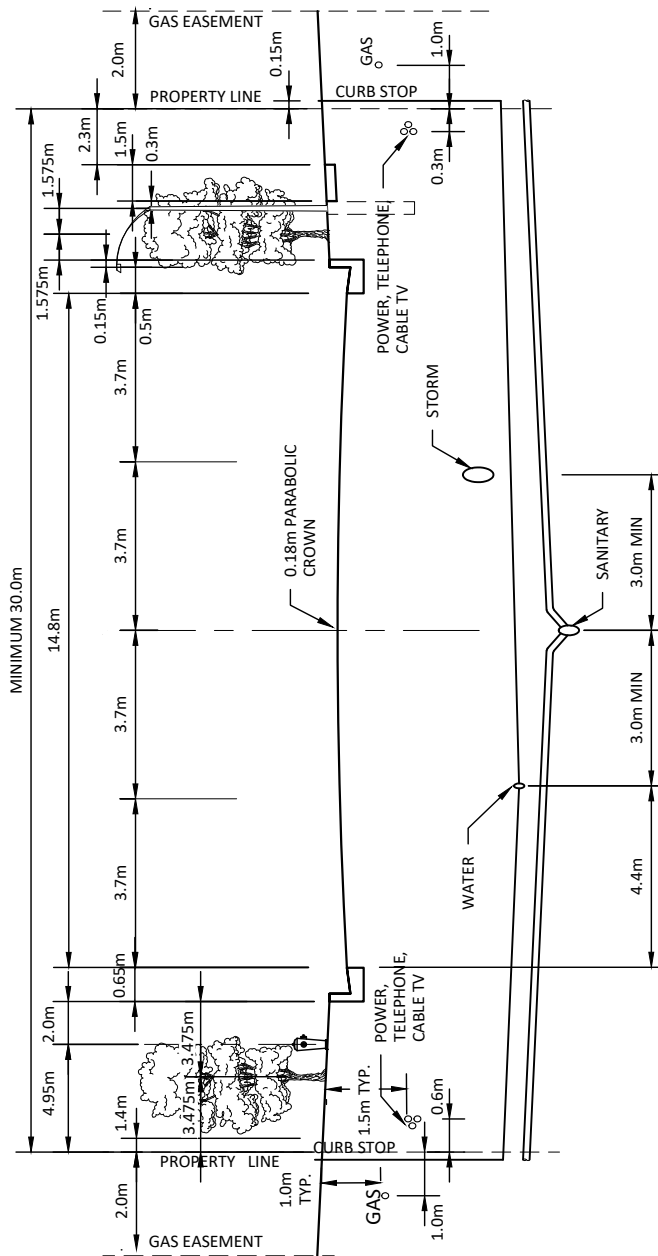 GAS EASEMENT
2.0m
0.15m
GAS
1.0m
PROPERTY LINE
CURB STOP
2.3m
1.5m
0.3m
0.3m
1.575m
1.575m
0.15m
0.5m
POWER, TELEPHONE,
CABLE TV
MINIMUM 30.0m
14.8m
3.7m
3.7m
3.7m
3.7m
0.18m PARABOLIC
CROWN
STORM
SANITARY
3.0m MIN
3.0m MIN
WATER
4.4m
0.65m
2.0m
4.95m
3.475m
3.475m
1.4m
POWER,
TELEPHONE,
CABLE TV
1.5m TYP.
0.6m
PROPERTY LINE
CURB STOP
1.0m
TYP.
GAS
1.0m
2.0m
GAS EASEMENT